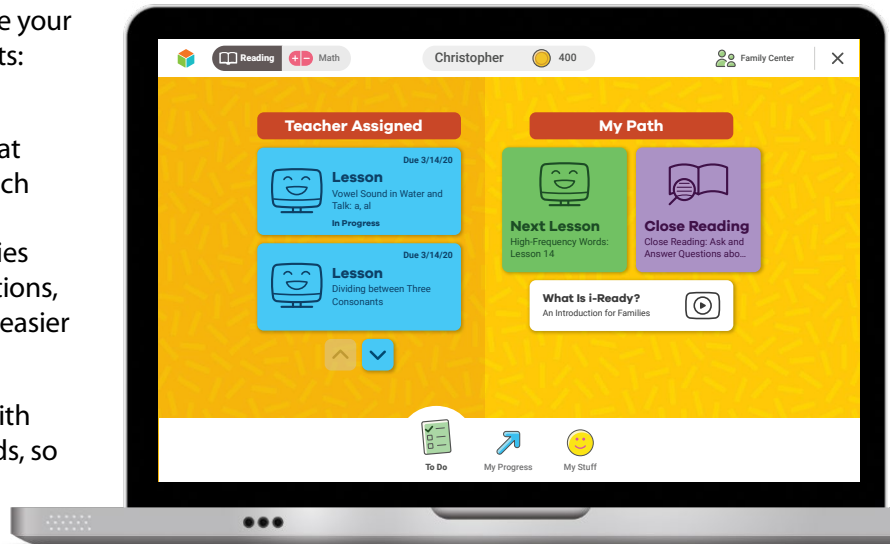 e your
ts:
at
ch
ies
tions,
easier
ith
ds, so
Reading
Math
Christopher
400
Family Center
Teacher Assigned
Due 3/14/20
Lesson
Vowel Sound in Water and
Talk: a, al
In Progress
Due 3/14/20
Lesson
Dividing between Three
Consonants
My Path
Next Lesson
High-Frequency Words:
Lesson 14
Close Reading
Close Reading: Ask and
Answer Questions abo...
What Is i-Ready?
An Introduction for Families
To Do
My Progress
My Stuff